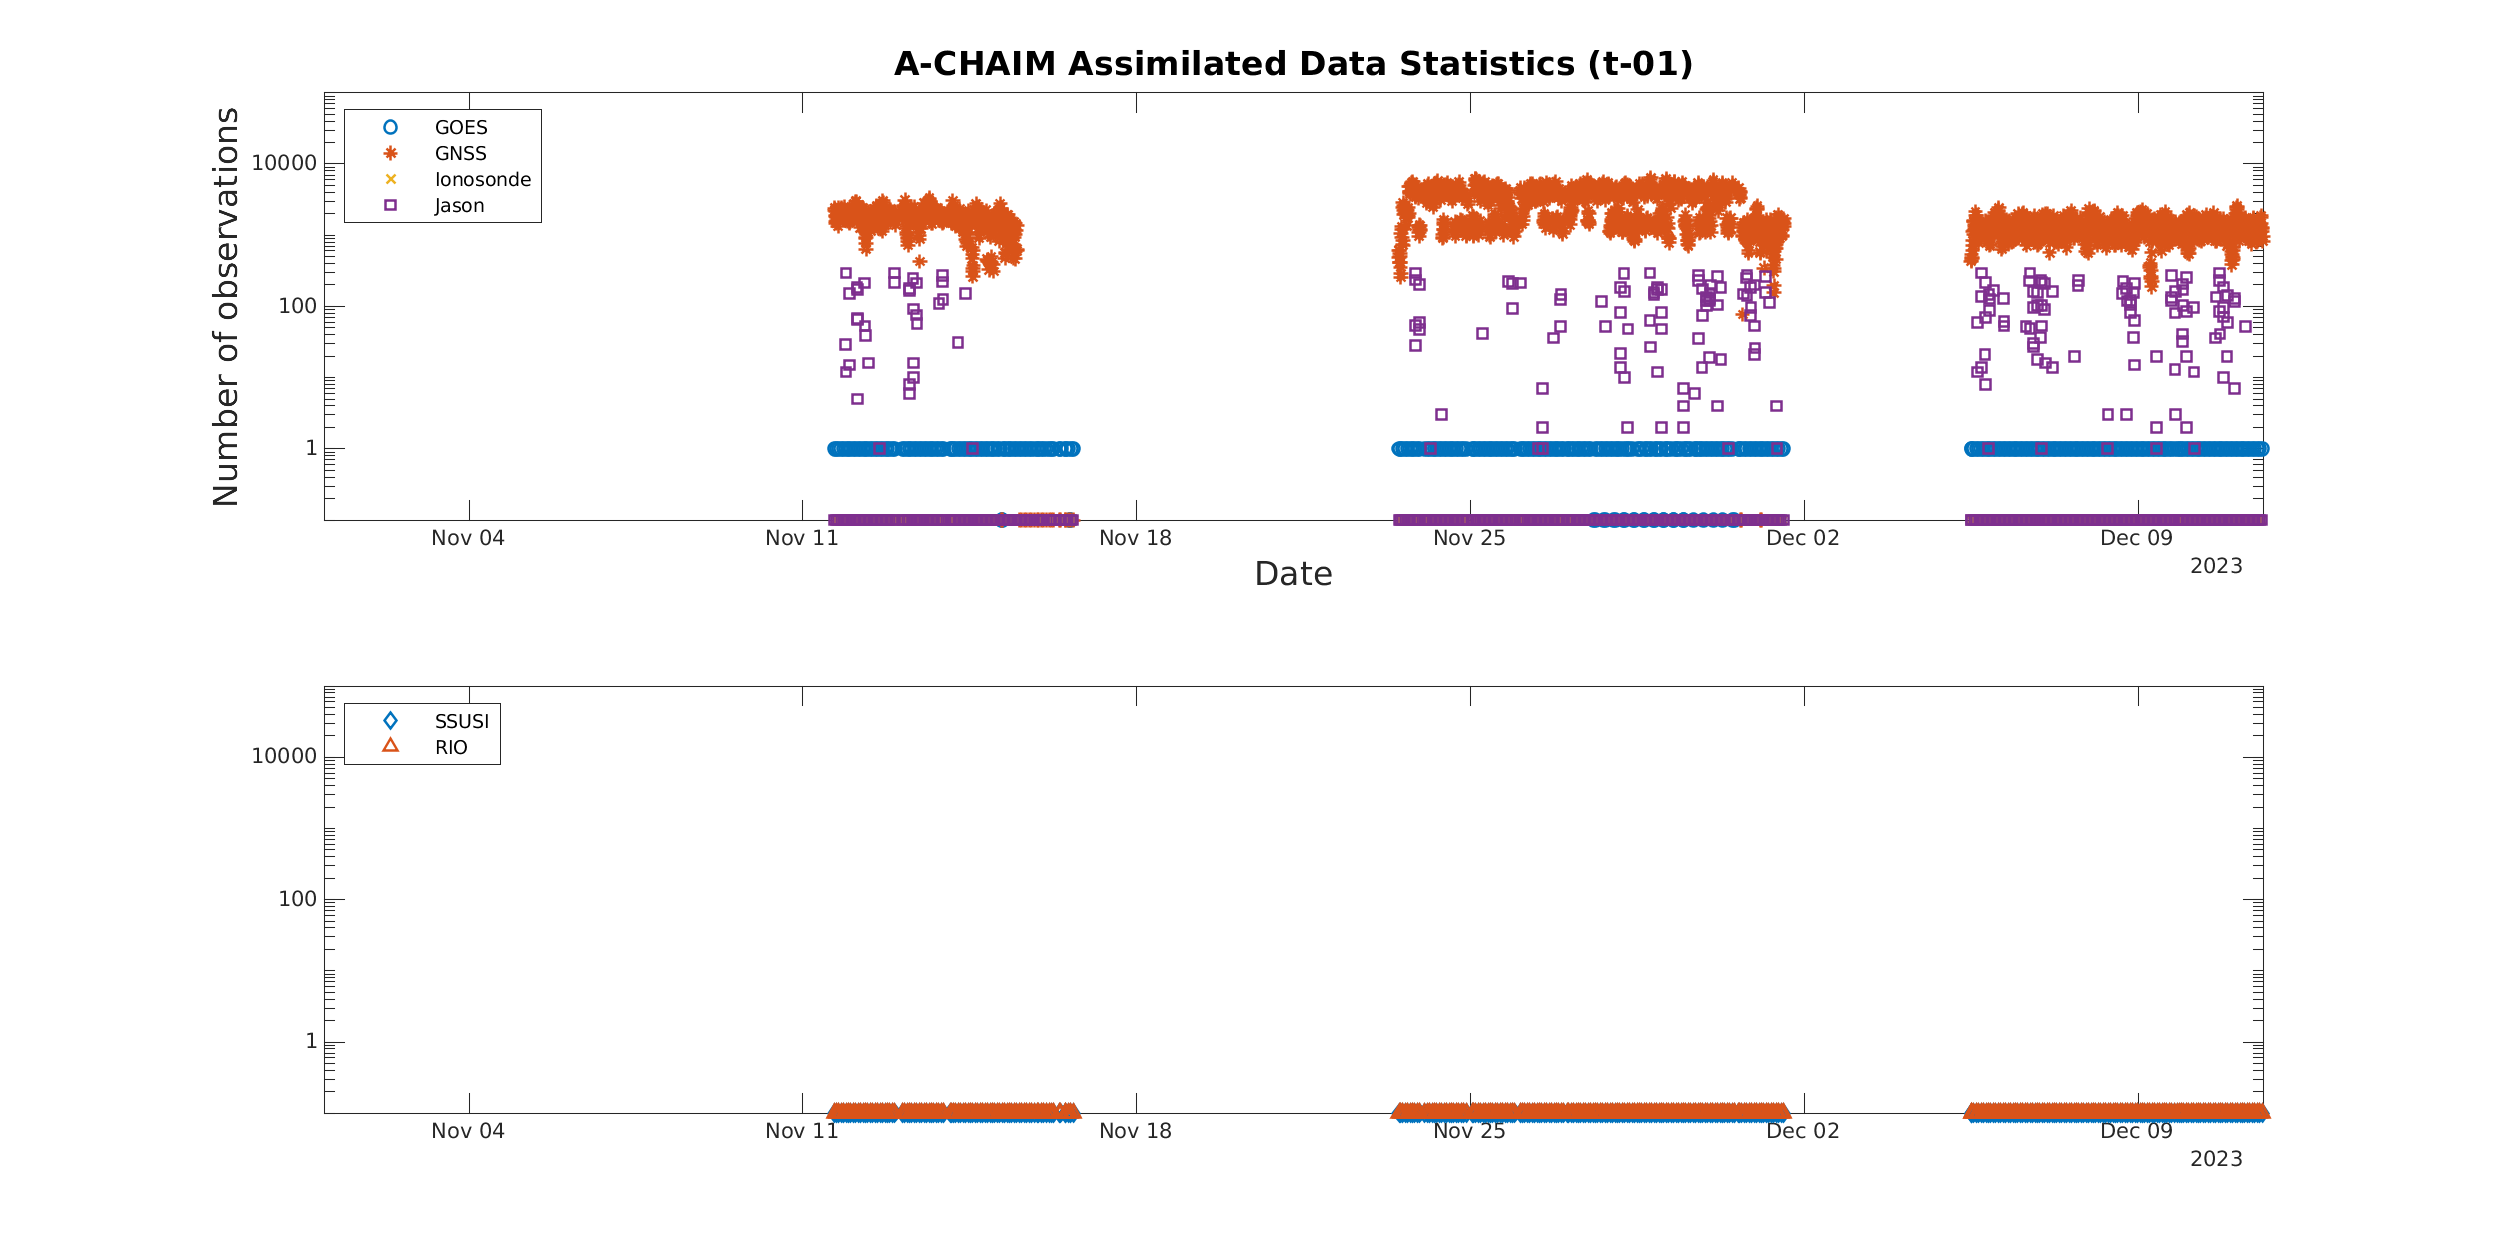 A-CHAIM Assimilated Data Statistics (t-01)
Number of observations
10000
100
1
GOES
GNSS
Ionosonde
Jason
Nov 04
Nov 11
Nov 18
Nov 25
Dec 02
Dec 09
2023
Date
10000
100
1
SSUSI
RIO
Nov 04
Nov 11
Nov 18
Nov 25
Dec 02
Dec 09
2023